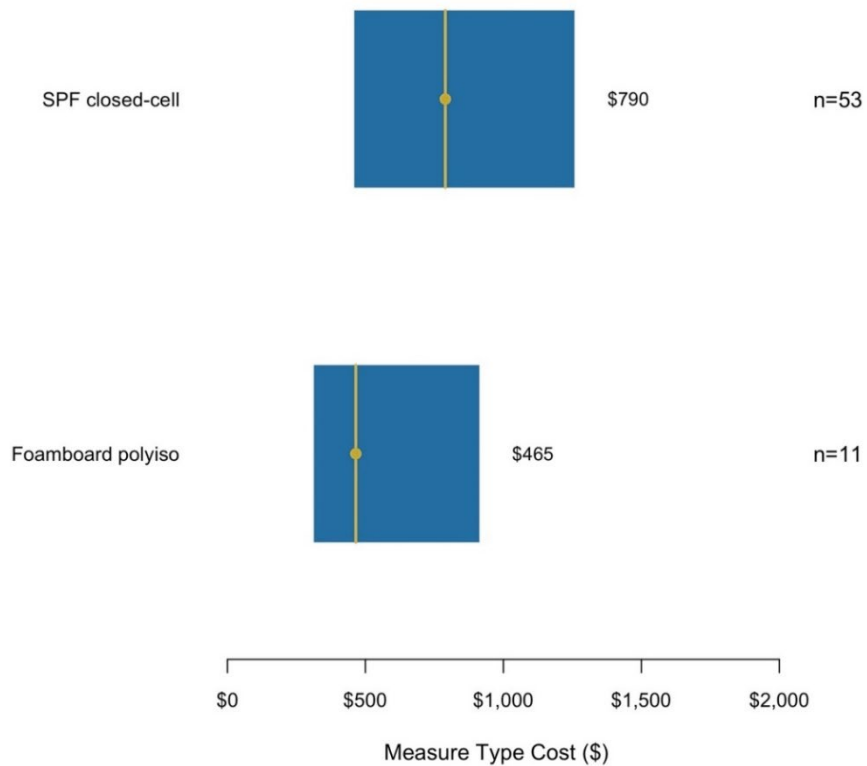 SPF closed-cell $790 n=53
Foamboard polyiso $465 n=11
$0 $500 $1,000 $1,500 $2,000
Measure Type Cost ($)